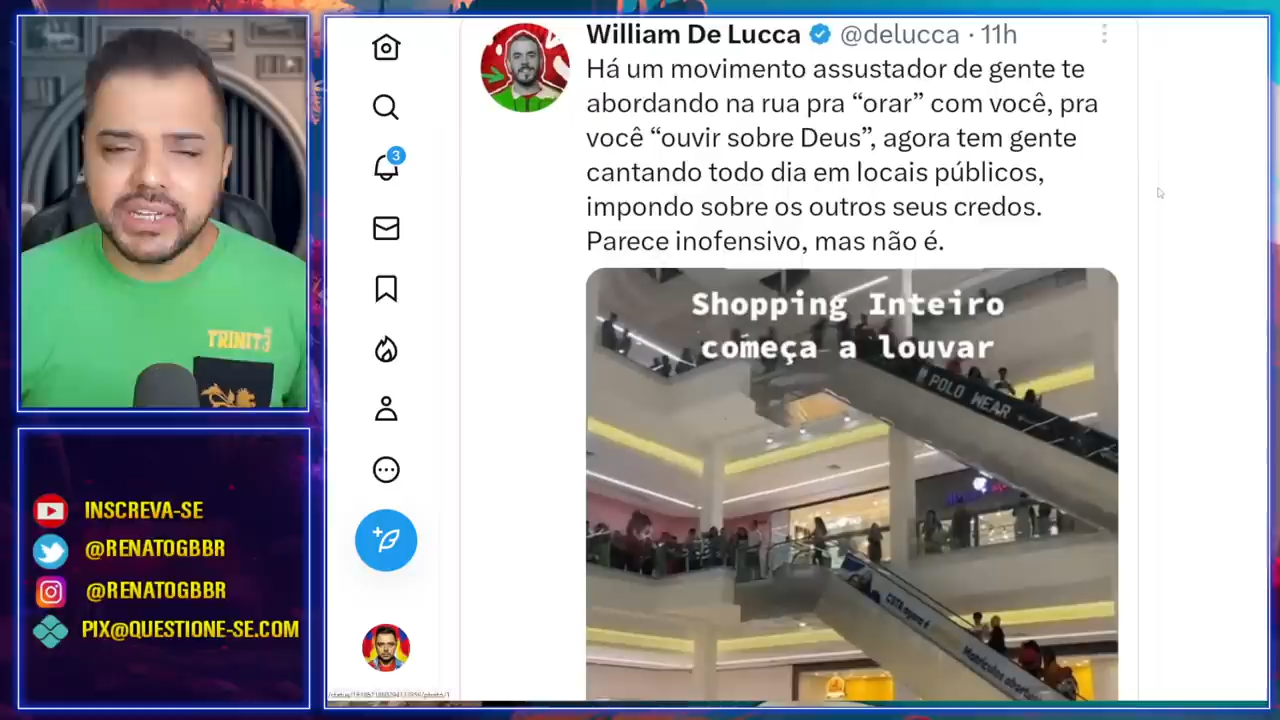 William De Lucca @delucca · 11h
Há um movimento assustador de gente te
abordando na rua pra “orar” com você, pra
você “ouvir sobre Deus”, agora tem gente
cantando todo dia em locais públicos,
impondo sobre os outros seus credos.
Parece inofensivo, mas não é.
Shopping Inteiro
começa a louvar
POLO WEAR
3
TRINIT3
INSCREVA-SE
@RENATOGBBR
@RENATOGBBR
PIX@QUESTIONE-SE.COM